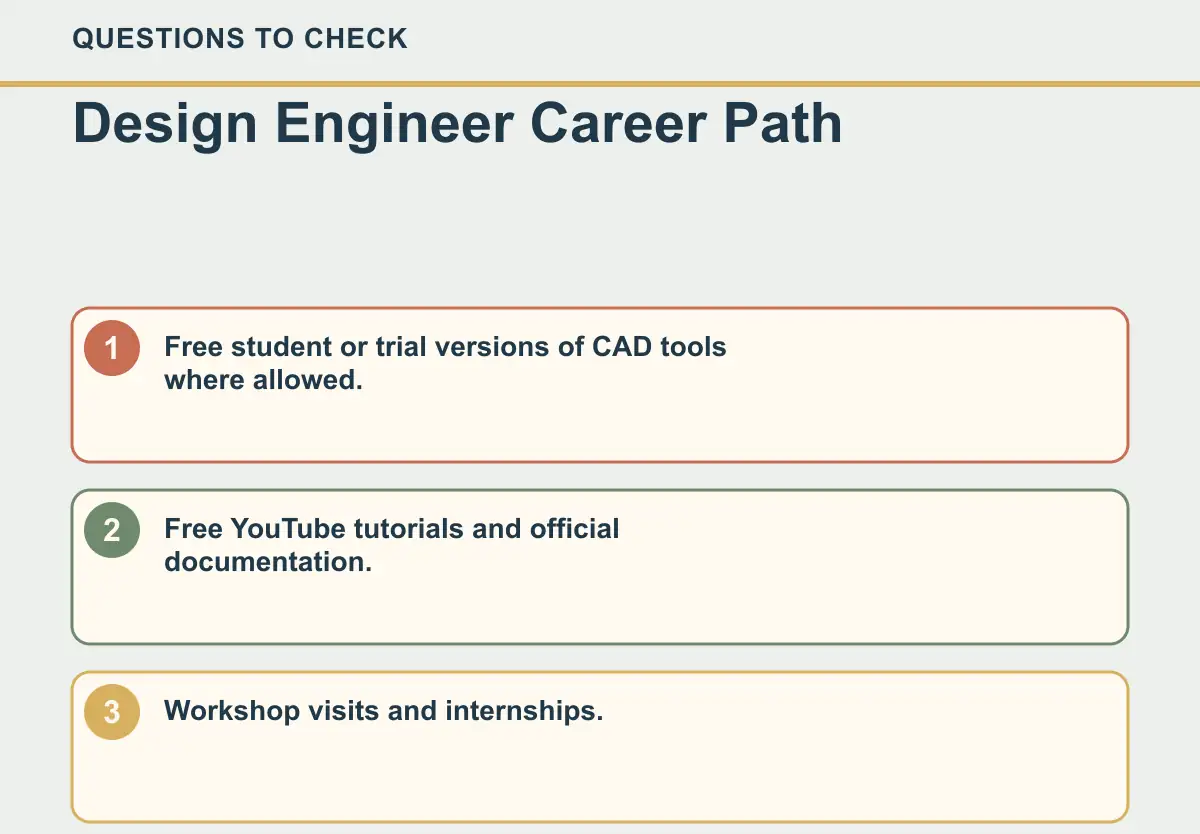 QUESTIONS TO CHECK
Design Engineer Career Path
1
Free student or trial versions of CAD tools
where allowed.
2
Free YouTube tutorials and official
documentation.
3
Workshop visits and internships.